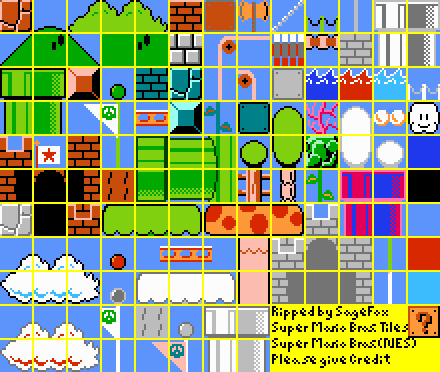 Ripped by SageFox
Super Mario Bros Tiles
Super Mario Bros(NES)
Please give Credit
?